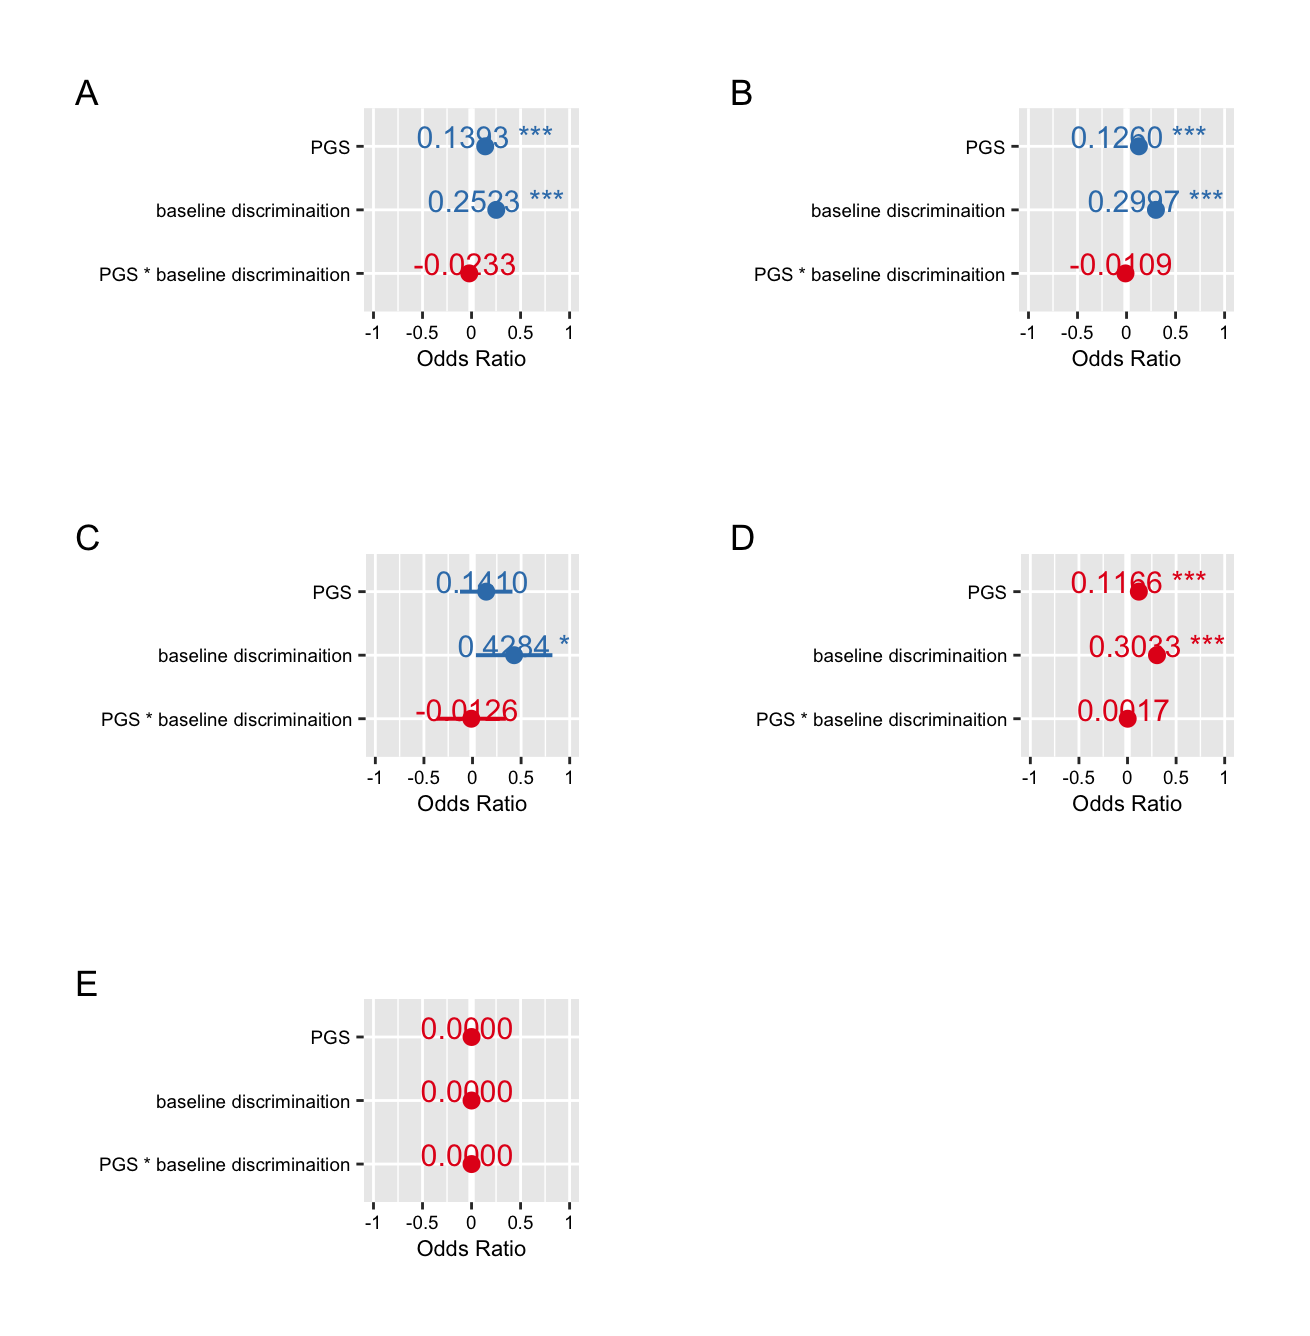 A
PGS
0.1393 ***
baseline discriminaition
0.2523 ***
PGS * baseline discriminaition
-0.0233
-1 -0.5 0 0.5 1
Odds Ratio
B
PGS
0.1260 ***
baseline discriminaition
0.2997 ***
PGS * baseline discriminaition
-0.0109
-1 -0.5 0 0.5 1
Odds Ratio
C
PGS
0.1410
baseline discriminaition
0.4284 *
PGS * baseline discriminaition
-0.0126
-1 -0.5 0 0.5 1
Odds Ratio
D
PGS
0.1166 ***
baseline discriminaition
0.3033 ***
PGS * baseline discriminaition
0.0017
-1 -0.5 0 0.5 1
Odds Ratio
E
PGS
0.0000
baseline discriminaition
0.0000
PGS * baseline discriminaition
0.0000
-1 -0.5 0 0.5 1
Odds Ratio